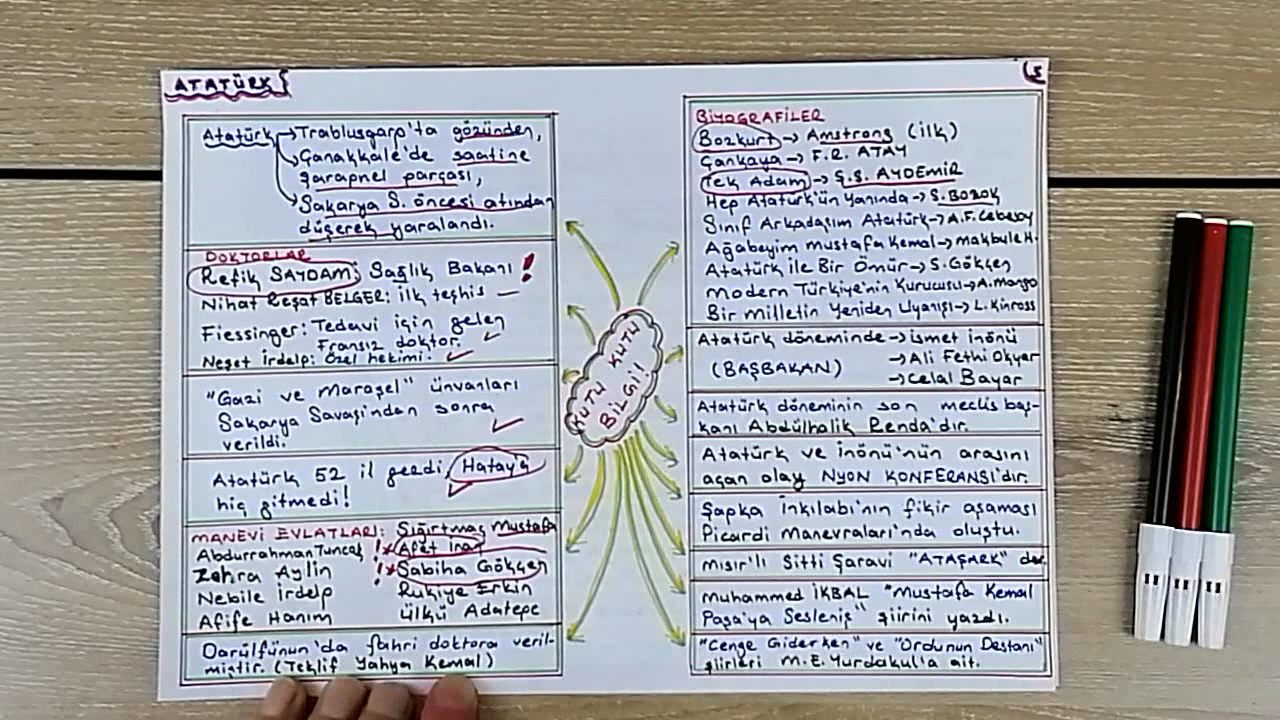 ATATÜRK
Atatürk → Trablusgarp'ta gözünden,
→ Çanakkale'de saatine
şarapnel parçası,
→ Sakarya S. öncesi atından
düşerek yaralandı.
DOKTORLAR
Refik SAYDAM; Sağlık Bakanı !
Nihat Reşat BELGER: İlk teşhis
Fiessinger: Tedavi için gelen
Fransız doktor.
Neşet İrdelp: Özel hekimi.
"Gazi ve Mareşel" ünvanları
Sakarya Savaşından sonra
verildi.
Atatürk 52 il gezdi, Hatay'a
hiç gitmedi!
MANEVİ EVLATLARI: Sığırtmaç Mustafa
Abdurrahman Tuncak ! * Afet İnan
Zehra Aylin ! * Sabiha Gökçen
Nebile İrdelp Rukiye Erkin
Afife Hanım Ülkü Adatepe
Darülfünun'da fahri doktora veril-
miştir. (Teklif Yahya Kemal)
KUTU KUTU
BİLGİ!
BİYOGRAFİLER
Bozkurt → Amstrong (ilk)
Çankaya → F.R. ATAY
Tek Adam → Ş.S. AYDEMİR
Hep Atatürk'ün Yanında → S. BOZOK
Sınıf Arkadaşım Atatürk → A.F. Cebesoy
Ağabeyim Mustafa Kemal → Makbule H.
Atatürk ile Bir Ömür → S. Gökçen
Modern Türkiye'nin Kurucusu → A. Mango
Bir Milletin Yeniden Uyanışı → L. Kinross
Atatürk döneminde → İsmet İnönü
(BAŞBAKAN) → Ali Fethi Okyar
→ Celal Bayar
Atatürk döneminin son meclis baş-
kanı Abdülhalik Renda'dır.
Atatürk ve İnönü'nün arasını
açan olay NYON KONFERANSI'dır.
Şapka İnkılabı'nın fikir aşaması
Picardi Manevraları'nda oluştu.
Mısır'lı Sitti Şaravi "ATAŞARK" der.
Muhammed İKBAL "Mustafa Kemal
Paşa'ya Sesleniş" şiirini yazdı.
"Cenge Giderken" ve "Ordunun Destanı"
şiirleri M.E. Yurdakul'a ait.